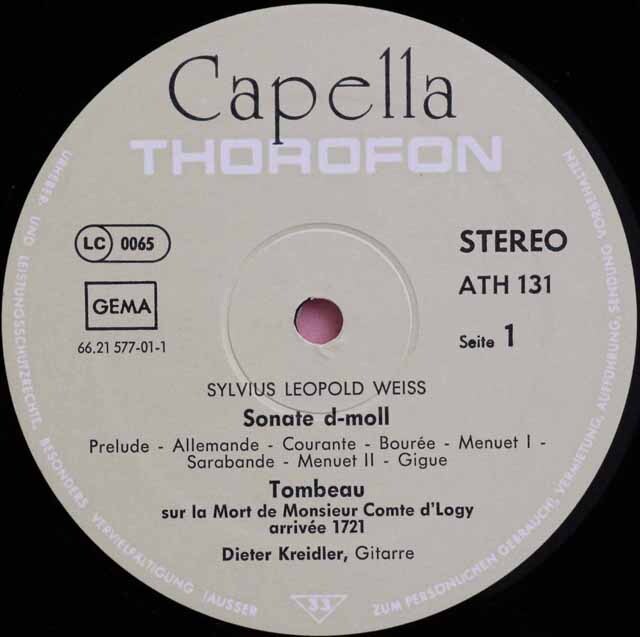 Capella
THOROFON
LC 0065
GEMA
66.21 577-01-1
STEREO
ATH 131
Seite 1
SYLVIUS LEOPOLD WEISS
Sonate d-moll
Prelude - Allemande - Courante - Bourée - Menuet I -
Sarabande - Menuet II - Gigue
Tombeau
sur la Mort de Monsieur Comte d'Logy
arrivée 1721
Dieter Kreidler, Gitarre
33
URHEBER- UND LEISTUNGSSCHUTZRECHTE, BESONDERS VERVIELFÄLTIGUNG (AUSSER
ZUM PERSÖNLICHEN GEBRAUCH), VERMIETUNG, AUFFÜHRUNG, SENDUNG VORBEHALTEN